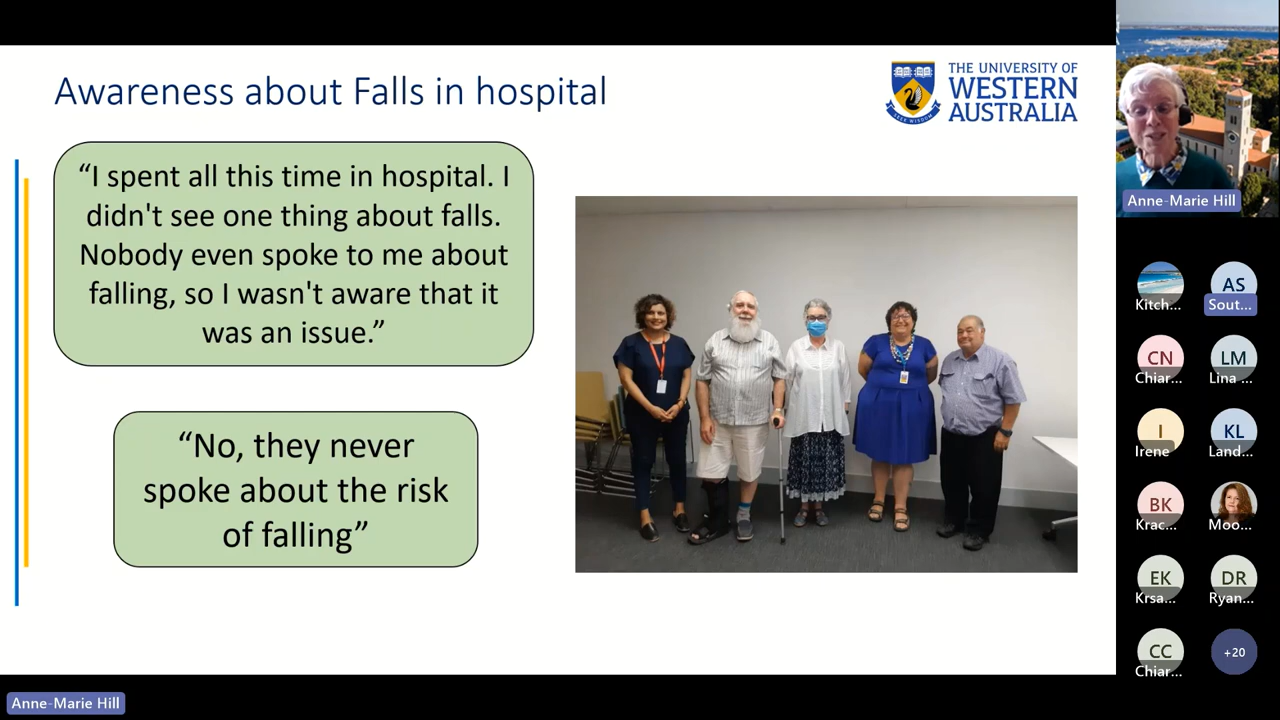 Awareness about Falls in hospital
THE UNIVERSITY OF
WESTERN
AUSTRALIA
SEEK WISDOM
“I spent all this time in hospital. I
didn't see one thing about falls.
Nobody even spoke to me about
falling, so I wasn't aware that it
was an issue.”
“No, they never
spoke about the risk
of falling”
Anne-Marie Hill
Kitch...
AS
Sout...
CN
Chiar...
LM
Lina ...
I
Irene
KL
Land...
BK
Krac...
Moo...
EK
Krsa...
DR
Ryan...
CC
Chiar...
+20
Anne-Marie Hill